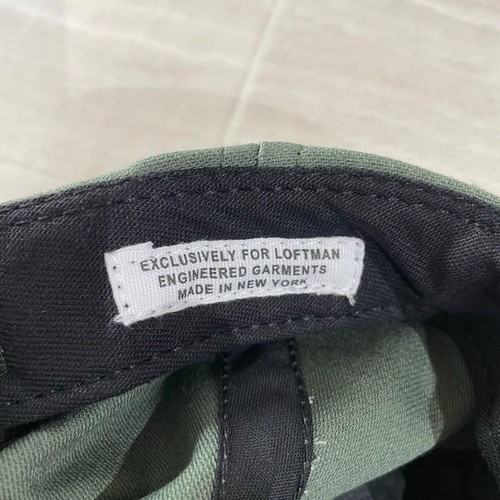 EXCLUSIVELY FOR LOFTMAN
ENGINEERED GARMENTS
MADE IN NEW YORK